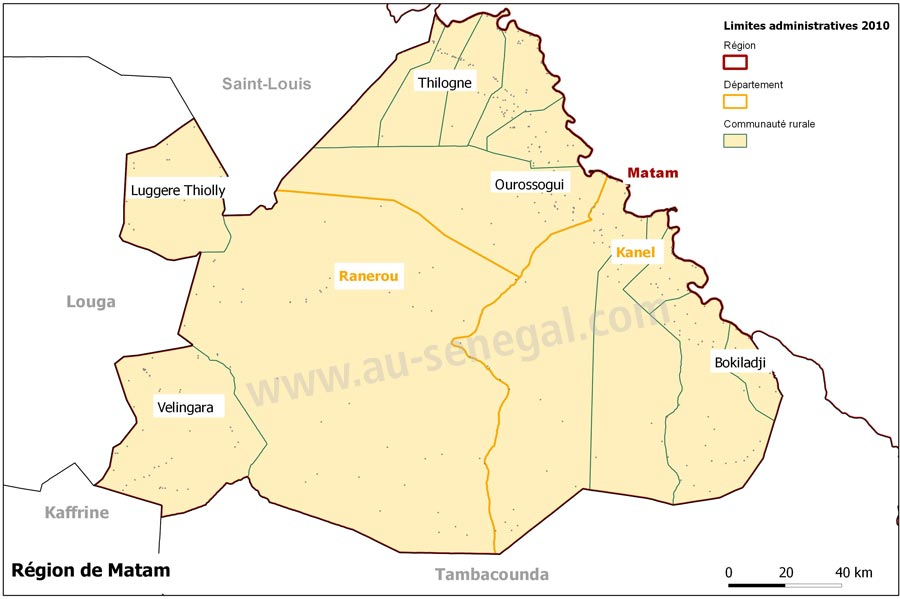 Limites administratives 2010
Région
Département
Communauté rurale
Saint-Louis
Thilogne
Matam
Ourossogui
Luggere Thiolly
Kanel
Ranerou
Louga
www.au-senegal.com
Bokiladji
Velingara
Kaffrine
Région de Matam
Tambacounda
0 20 40 km